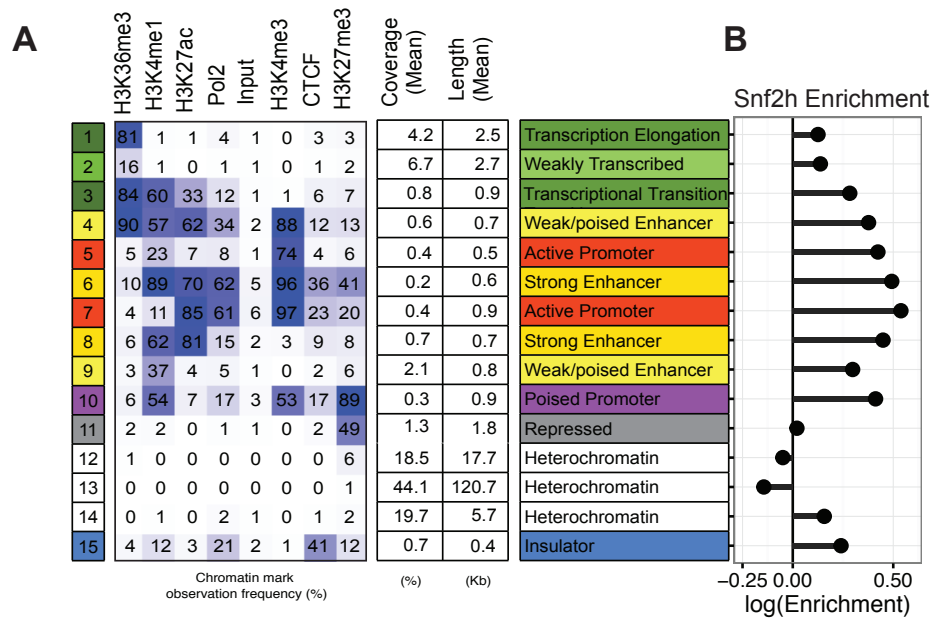 A
B
H3K36me3 H3K4me1 H3K27ac Pol2 Input H3K4me3 CTCF H3K27me3
Coverage (Mean)
Length (Mean)
Snf2h Enrichment
1 81 1 1 4 1 0 3 3 4.2 2.5 Transcription Elongation
2 16 1 0 1 1 0 1 2 6.7 2.7 Weakly Transcribed
3 84 60 33 12 1 1 6 7 0.8 0.9 Transcriptional Transition
4 90 57 62 34 2 88 12 13 0.6 0.7 Weak/poised Enhancer
5 5 23 7 8 1 74 4 6 0.4 0.5 Active Promoter
6 10 89 70 62 5 96 36 41 0.2 0.6 Strong Enhancer
7 4 11 85 61 6 97 23 20 0.4 0.9 Active Promoter
8 6 62 81 15 2 3 9 8 0.7 0.7 Strong Enhancer
9 3 37 4 5 1 0 2 6 2.1 0.8 Weak/poised Enhancer
10 6 54 7 17 3 53 17 89 0.3 0.9 Poised Promoter
11 2 2 0 1 1 0 2 49 1.3 1.8 Repressed
12 1 0 0 0 0 0 0 6 18.5 17.7 Heterochromatin
13 0 0 0 0 0 0 0 1 44.1 120.7 Heterochromatin
14 0 1 0 2 1 0 1 2 19.7 5.7 Heterochromatin
15 4 12 3 21 2 1 41 12 0.7 0.4 Insulator
Chromatin mark
observation frequency (%)
(%)
(Kb)
−0.25 0.00 0.50
log(Enrichment)